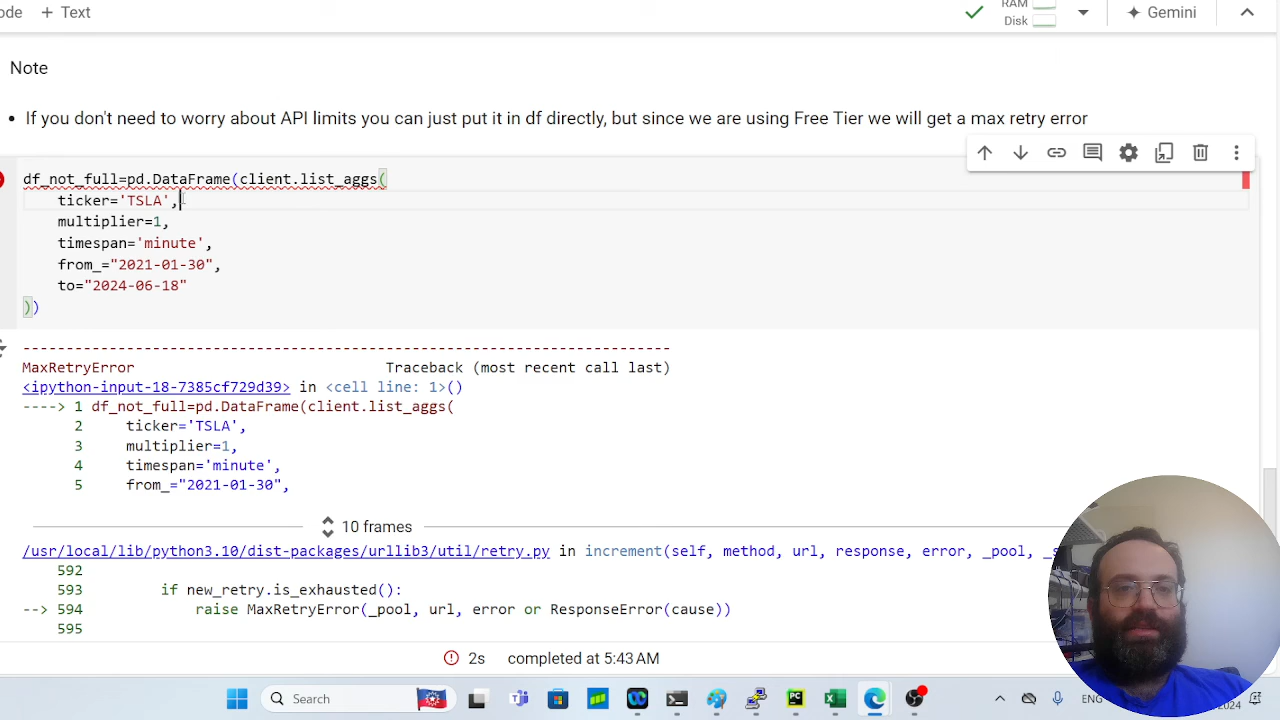 ode + Text
RAM
Disk
Gemini
Note
• If you don't need to worry about API limits you can just put it in df directly, but since we are using Free Tier we will get a max retry error
df_not_full=pd.DataFrame(client.list_aggs(
ticker='TSLA',
multiplier=1,
timespan='minute',
from_="2021-01-30",
to="2024-06-18"
))
---------------------------------------------------------------------------
MaxRetryError Traceback (most recent call last)
<ipython-input-18-7385cf729d39> in <cell line: 1>()
----> 1 df_not_full=pd.DataFrame(client.list_aggs(
2 ticker='TSLA',
3 multiplier=1,
4 timespan='minute',
5 from_="2021-01-30",
10 frames
/usr/local/lib/python3.10/dist-packages/urllib3/util/retry.py in increment(self, method, url, response, error, _pool, _s
592
593 if new_retry.is_exhausted():
--> 594 raise MaxRetryError(_pool, url, error or ResponseError(cause))
595
2s completed at 5:43 AM
Search
ENG
2024